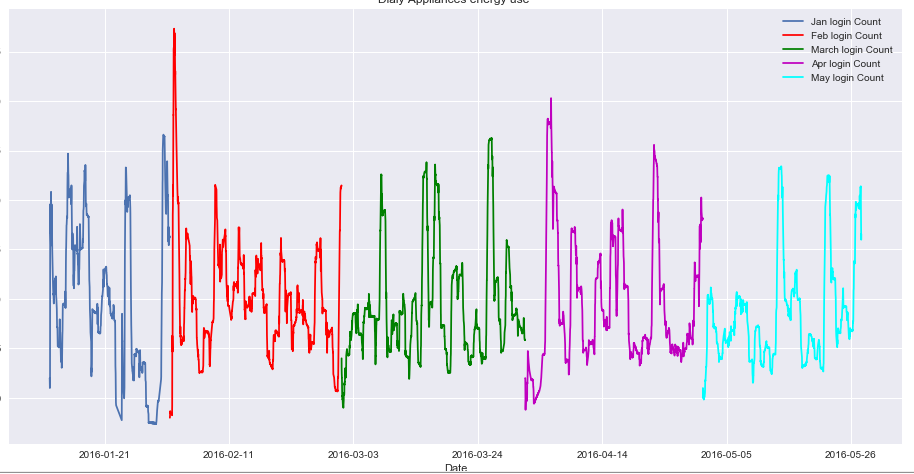 Dialy Appliances energy use
Jan login Count
Feb login Count
March login Count
Apr login Count
May login Count
2016-01-21 2016-02-11 2016-03-03 2016-03-24 2016-04-14 2016-05-05 2016-05-26
Date